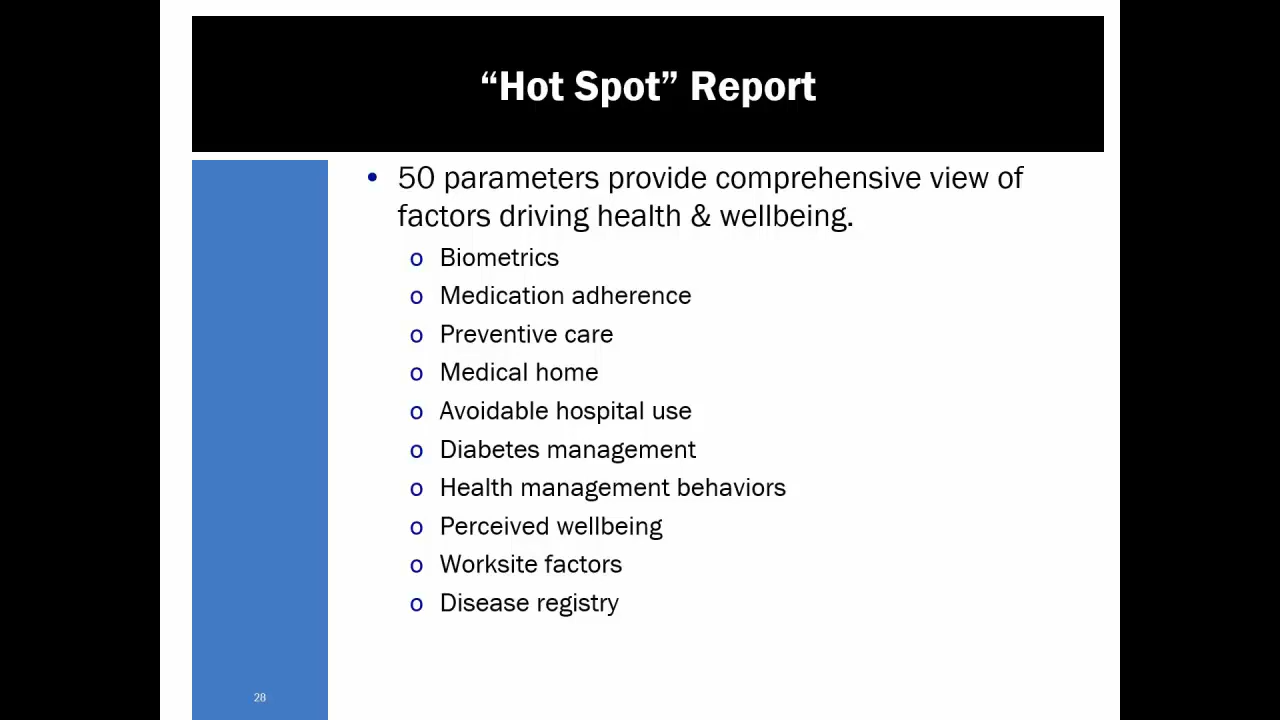 “Hot Spot” Report
• 50 parameters provide comprehensive view of
factors driving health & wellbeing.
o Biometrics
o Medication adherence
o Preventive care
o Medical home
o Avoidable hospital use
o Diabetes management
o Health management behaviors
o Perceived wellbeing
o Worksite factors
o Disease registry
28